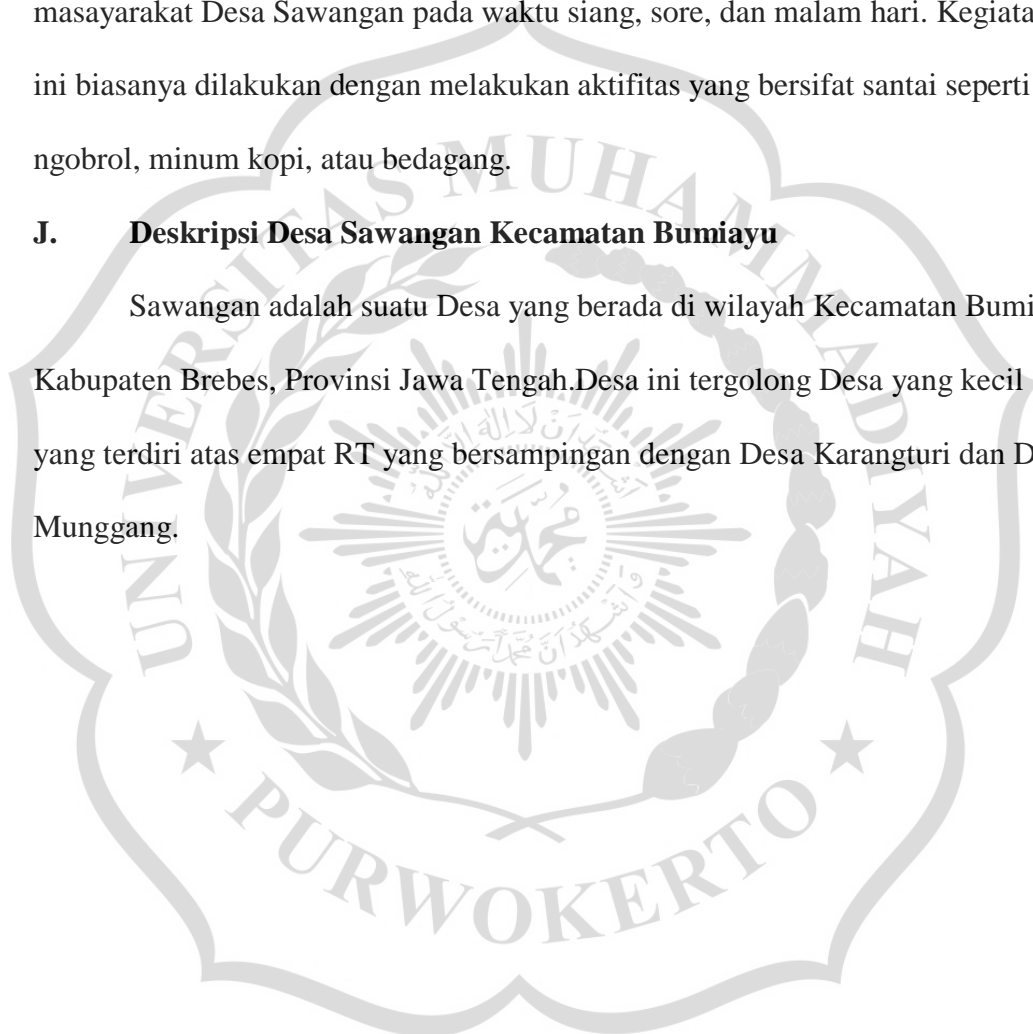 masayarakat Desa Sawangan pada waktu siang, sore, dan malam hari. Kegiata
ini biasanya dilakukan dengan melakukan aktifitas yang bersifat santai seperti
ngobrol, minum kopi, atau bedagang.
J. Deskripsi Desa Sawangan Kecamatan Bumiayu
Sawangan adalah suatu Desa yang berada di wilayah Kecamatan Bumi
Kabupaten Brebes, Provinsi Jawa Tengah.Desa ini tergolong Desa yang kecil
yang terdiri atas empat RT yang bersampingan dengan Desa Karangturi dan D
Munggang.
UNIVERSITAS MUHAMMADIYAH
PURWOKERTO